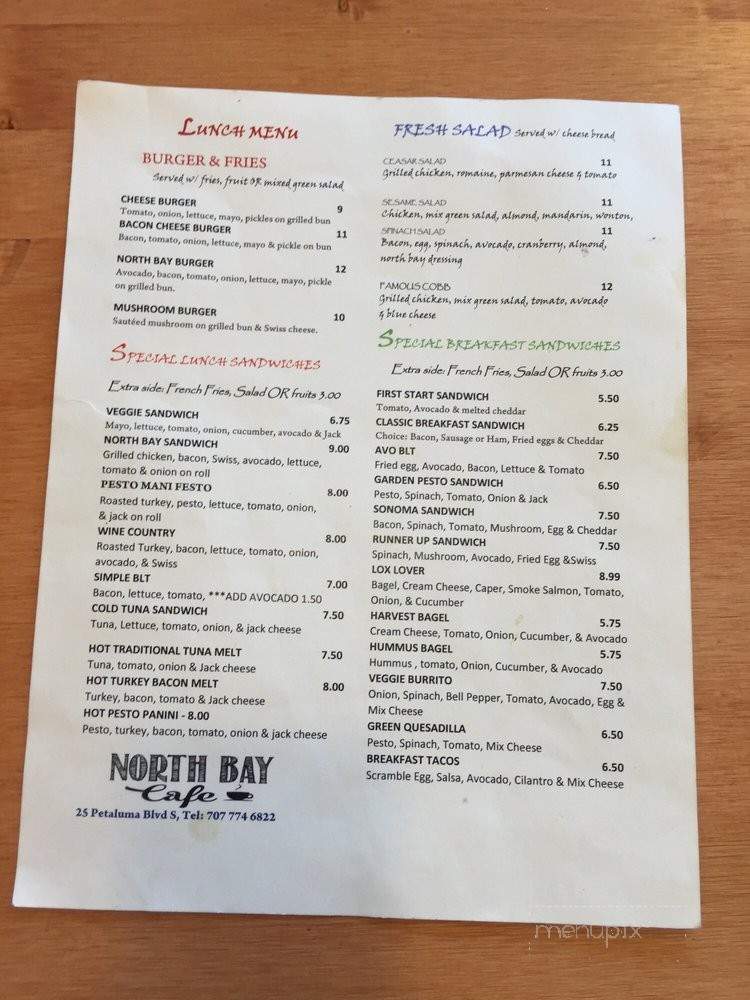 LUNCH MENU
BURGER & FRIES
Served w/ fries, fruit OR mixed green salad
CHEESE BURGER 9
Tomato, onion, lettuce, mayo, pickles on grilled bun
BACON CHEESE BURGER 11
Bacon, tomato, onion, lettuce, mayo & pickle on bun
NORTH BAY BURGER 12
Avocado, bacon, tomato, onion, lettuce, mayo, pickle
on grilled bun.
MUSHROOM BURGER 10
Sautéed mushroom on grilled bun & Swiss cheese.
SPECIAL LUNCH SANDWICHES
Extra side: French Fries, Salad OR fruits 3.00
VEGGIE SANDWICH 6.75
Mayo, lettuce, tomato, onion, cucumber, avocado & Jack
NORTH BAY SANDWICH 9.00
Grilled chicken, bacon, Swiss, avocado, lettuce,
tomato & onion on roll
PESTO MANI FESTO 8.00
Roasted turkey, pesto, lettuce, tomato, onion,
& jack on roll
WINE COUNTRY 8.00
Roasted Turkey, bacon, lettuce, tomato, onion,
avocado, & Swiss
SIMPLE BLT 7.00
Bacon, lettuce, tomato, ***ADD AVOCADO 1.50
COLD TUNA SANDWICH 7.50
Tuna, Lettuce, tomato, onion, & jack cheese
HOT TRADITIONAL TUNA MELT 7.50
Tuna, tomato, onion & Jack cheese
HOT TURKEY BACON MELT 8.00
Turkey, bacon, tomato & Jack cheese
HOT PESTO PANINI - 8.00
Pesto, turkey, bacon, tomato, onion & jack cheese
NORTH BAY
Cafe
25 Petaluma Blvd S, Tel: 707 774 6822
FRESH SALAD Served w/ cheese bread
CEASAR SALAD 11
Grilled chicken, romaine, parmesan cheese & tomato
SESAME SALAD 11
Chicken, mix green salad, almond, mandarin, wonton,
SPINACH SALAD 11
Bacon, egg, spinach, avocado, cranberry, almond,
north bay dressing
FAMOUS COBB 12
Grilled chicken, mix green salad, tomato, avocado
& blue cheese
SPECIAL BREAKFAST SANDWICHES
Extra side: French Fries, Salad OR fruits 3.00
FIRST START SANDWICH 5.50
Tomato, Avocado & melted cheddar
CLASSIC BREAKFAST SANDWICH 6.25
Choice: Bacon, Sausage or Ham, Fried eggs & Cheddar
AVO BLT 7.50
Fried egg, Avocado, Bacon, Lettuce & Tomato
GARDEN PESTO SANDWICH 6.50
Pesto, Spinach, Tomato, Onion & Jack
SONOMA SANDWICH 7.50
Bacon, Spinach, Tomato, Mushroom, Egg & Cheddar
RUNNER UP SANDWICH 7.50
Spinach, Mushroom, Avocado, Fried Egg &Swiss
LOX LOVER 8.99
Bagel, Cream Cheese, Caper, Smoke Salmon, Tomato,
Onion, & Cucumber
HARVEST BAGEL 5.75
Cream Cheese, Tomato, Onion, Cucumber, & Avocado
HUMMUS BAGEL 5.75
Hummus , tomato, Onion, Cucumber, & Avocado
VEGGIE BURRITO 7.50
Onion, Spinach, Bell Pepper, Tomato, Avocado, Egg &
Mix Cheese
GREEN QUESADILLA 6.50
Pesto, Spinach, Tomato, Mix Cheese
BREAKFAST TACOS 6.50
Scramble Egg, Salsa, Avocado, Cilantro & Mix Cheese
menupix